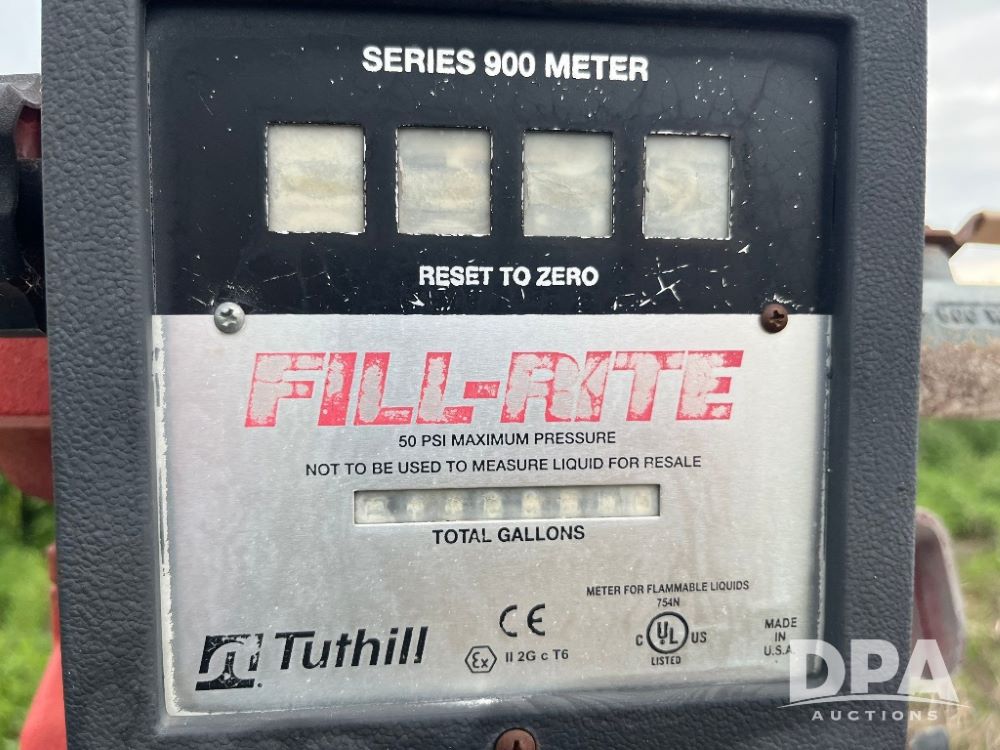 SERIES 900 METER
RESET TO ZERO
FILL-RITE
50 PSI MAXIMUM PRESSURE
NOT TO BE USED TO MEASURE LIQUID FOR RESALE
TOTAL GALLONS
METER FOR FLAMMABLE LIQUIDS
754N
CE
C UL US
LISTED
MADE
IN
U.S.A.
Tuthill
Ex II 2G c T6
DPA
AUCTIONS